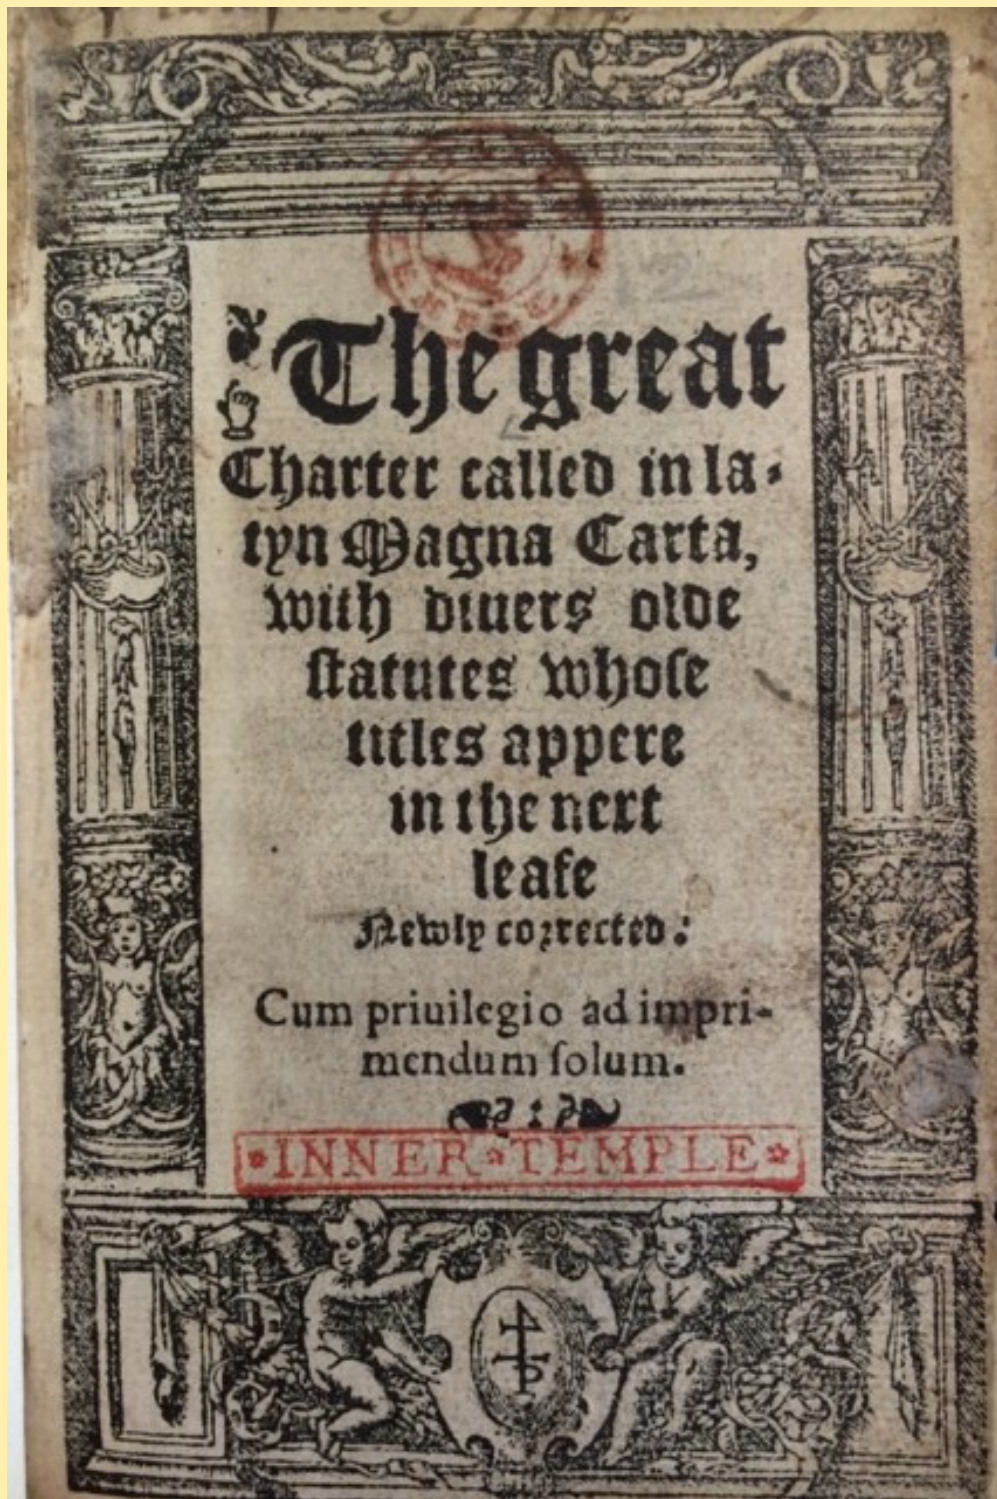 The great
Charter called in la-
tyn Magna Carta,
with diuers olde
ſtatutes whoſe
titles appere
in the next
leafe
Newly corrected:
Cum priuilegio ad impri-
mendum ſolum.
*INNER*TEMPLE*